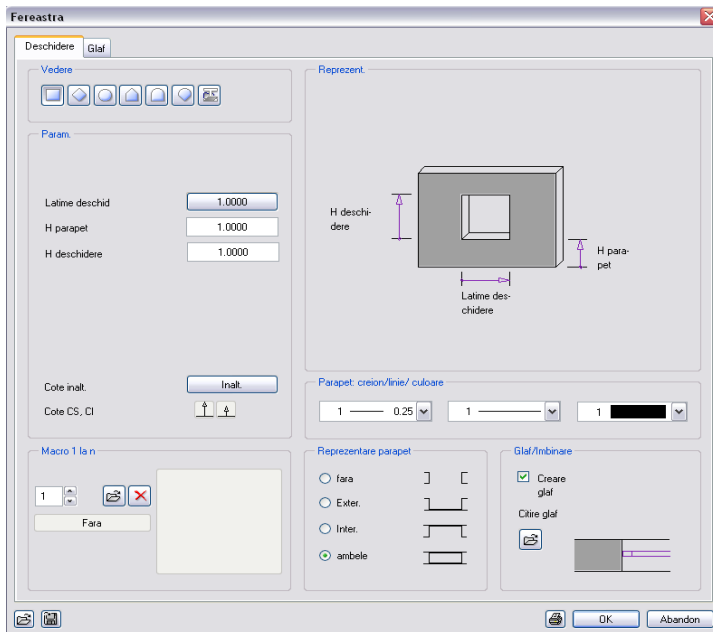 Fereastra
Deschidere
Glaf
Vedere
Param.
Latime deschid
1.0000
H parapet
1.0000
H deschidere
1.0000
Cote inalt.
Inalt.
Cote CS, CI
Macro 1 la n
1
Fara
Reprezent.
H deschi-
dere
H para-
pet
Latime des-
chidere
Parapet: creion/linie/ culoare
1 0.25
1
1
Reprezentare parapet
fara
Exter.
Inter.
ambele
Glaf/Imbinare
Creare
glaf
Citire glaf
OK
Abandon